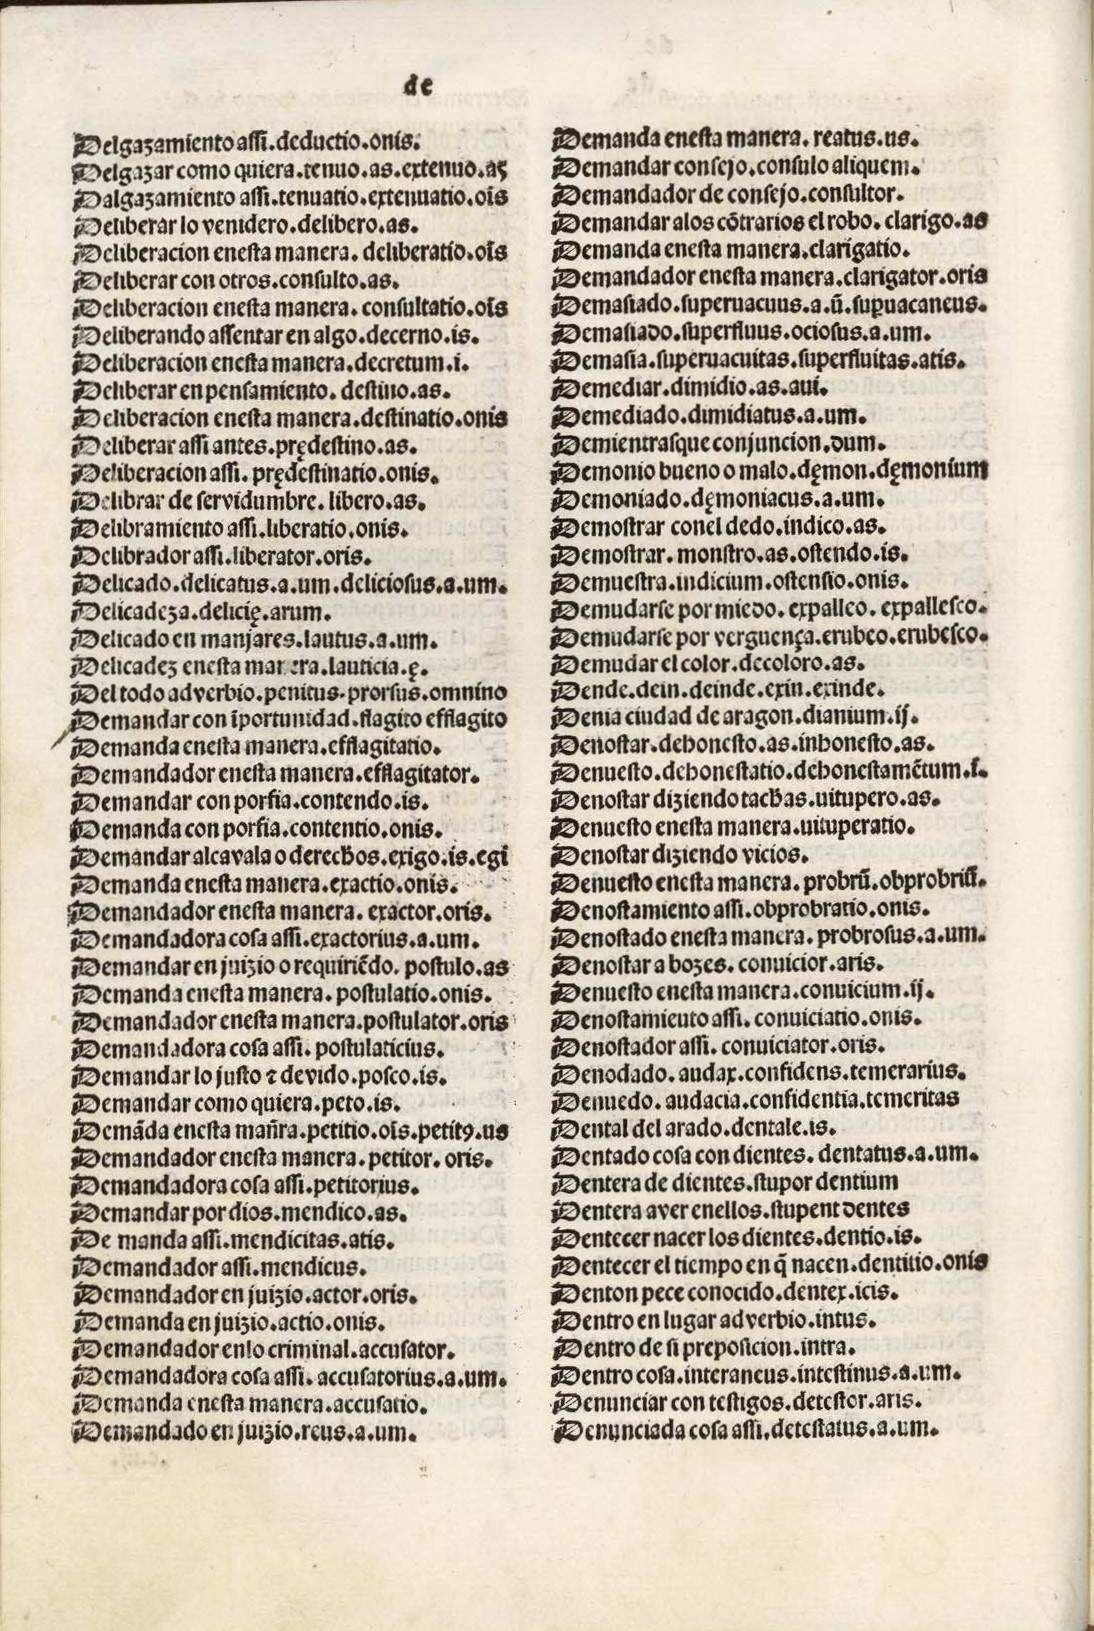 de
Delgazamiento assi.deductio.onis.
Delgazar como quiera.tenuo.as.extenuo.as
Dalgazamiento assi.tenuatio.extenuatio.oīs
Deliberar lo venidero.delibero.as.
Deliberacion enesta manera.deliberatio.oīs
Deliberar con otros.consulto.as.
Deliberacion enesta manera.consultatio.oīs
Deliberando assentar en algo.decerno.is.
Deliberacion enesta manera.decretum.i.
Deliberar en pensamiento.destino.as.
Deliberacion enesta manera.destinatio.onis
Deliberar assi antes.prędestino.as.
Deliberacion assi.prędestinatio.onis.
Delibrar de servidumbre.libero.as.
Delibramiento assi.liberatio.onis.
Delibrador assi.liberator.oris.
Delicado.delicatus.a.um.deliciosus.a.um.
Delicadeza.delicię.arum.
Delicado en manjares.lautus.a.um.
Delicadez enesta manera.lauticia.ę.
Del todo adverbio.penitus.prorsus.omnino
Demandar con īportunidad.flagito efflagito
Demanda enesta manera.efflagitatio.
Demandador enesta manera.efflagitator.
Demandar con porfia.contendo.is.
Demanda con porfia.contentio.onis.
Demandar alcavala o derechos.exigo.is.egi
Demanda enesta manera.exactio.onis.
Demandador enesta manera.exactor.oris.
Demandadora cosa assi.exactorius.a.um.
Demandar en juizio o requiriēdo.postulo.as
Demanda enesta manera.postulatio.onis.
Demandador enesta manera.postulator.oris
Demandadora cosa assi.postulaticius.
Demandar lo justo ⁊ devido.posco.is.
Demandar como quiera.peto.is.
Demāda enesta mañra.petitio.oīs.petitꝯ.us
Demandador enesta manera.petitor.oris.
Demandadora cosa assi.petitorius.
Demandar por dios.mendico.as.
De manda assi.mendicitas.atis.
Demandador assi.mendicus.
Demandador en juizio.actor.oris.
Demanda en juizio.actio.onis.
Demandador enlo criminal.accusator.
Demandadora cosa assi.accusatorius.a.um.
Demanda enesta manera.accusatio.
Demandado en juizio.reus.a.um.
Demanda enesta manera.reatus.us.
Demandar consejo.consulo aliquem.
Demandador de consejo.consultor.
Demandar alos cōtrarios el robo.clarigo.as
Demanda enesta manera.clarigatio.
Demandador enesta manera.clarigator.oris
Demasiado.superuacuus.a.ū.suꝑuacaneus.
Demasiado.superfluus.ociosus.a.um.
Demasia.superuacuitas.superfluitas.atis.
Demediar.dimidio.as.aui.
Demediado.dimidiatus.a.um.
Demientrasque conjuncion.dum.
Demonio bueno o malo.dęmon.dęmonium
Demoniado.dęmoniacus.a.um.
Demostrar conel dedo.indico.as.
Demostrar.monstro.as.ostendo.is.
Demuestra.indicium.ostensio.onis.
Demudarse por miedo.expalleo.expallesco.
Demudarse por verguença.erubeo.erubesco.
Demudar el color.decoloro.as.
Dende.dein.deinde.exin.exinde.
Denia ciudad de aragon.dianium.ij.
Denostar.dehonesto.as.inhonesto.as.
Denuesto.dehonestatio.dehonestamētum.i.
Denostar diziendo tachas.uitupero.as.
Denuesto enesta manera.uituperatio.
Denostar diziendo vicios.
Denuesto enesta manera.probrū.obprobriū.
Denostamiento assi.obprobratio.onis.
Denostado enesta manera.probrosus.a.um.
Denostar a bozes.conuicior.aris.
Denuesto enesta manera.conuicium.ij.
Denostamiento assi.conuiciatio.onis.
Denostador assi.conuiciator.oris.
Denodado.audax.confidens.temerarius.
Denuedo.audacia.confidentia.temeritas
Dental del arado.dentale.is.
Dentado cosa con dientes.dentatus.a.um.
Dentera de dientes.stupor dentium
Dentera aver enellos.stupent dentes
Dentecer nacer los dientes.dentio.is.
Dentecer el tiempo en q̄ nacen.dentitio.onis
Denton pece conocido.dentex.icis.
Dentro en lugar adverbio.intus.
Dentro de si preposicion.intra.
Dentro cosa.interaneus.intestinus.a.um.
Denunciar con testigos.detestor.aris.
Denunciada cosa assi.detestatus.a.um.